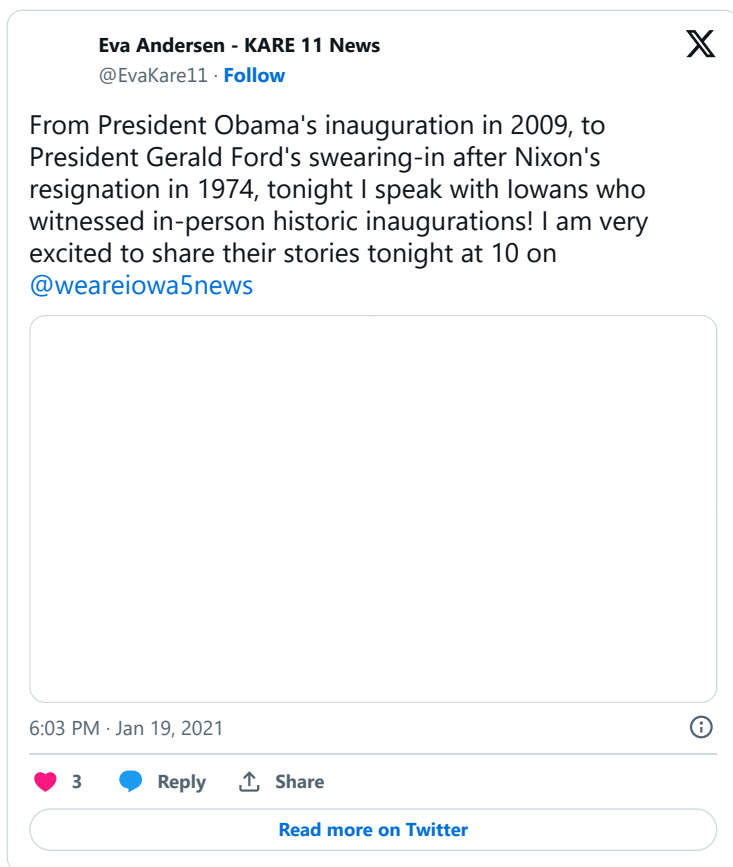 Eva Andersen - KARE 11 News
@EvaKare11 · Follow
From President Obama's inauguration in 2009, to
President Gerald Ford's swearing-in after Nixon's
resignation in 1974, tonight I speak with Iowans who
witnessed in-person historic inaugurations! I am very
excited to share their stories tonight at 10 on
@weareiowa5news
6:03 PM · Jan 19, 2021
3 Reply Share
Read more on Twitter